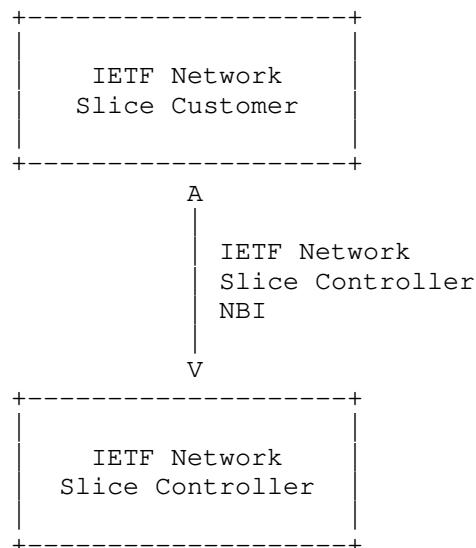 IETF Network
Slice Customer
A
IETF Network
Slice Controller
NBI
V
IETF Network
Slice Controller